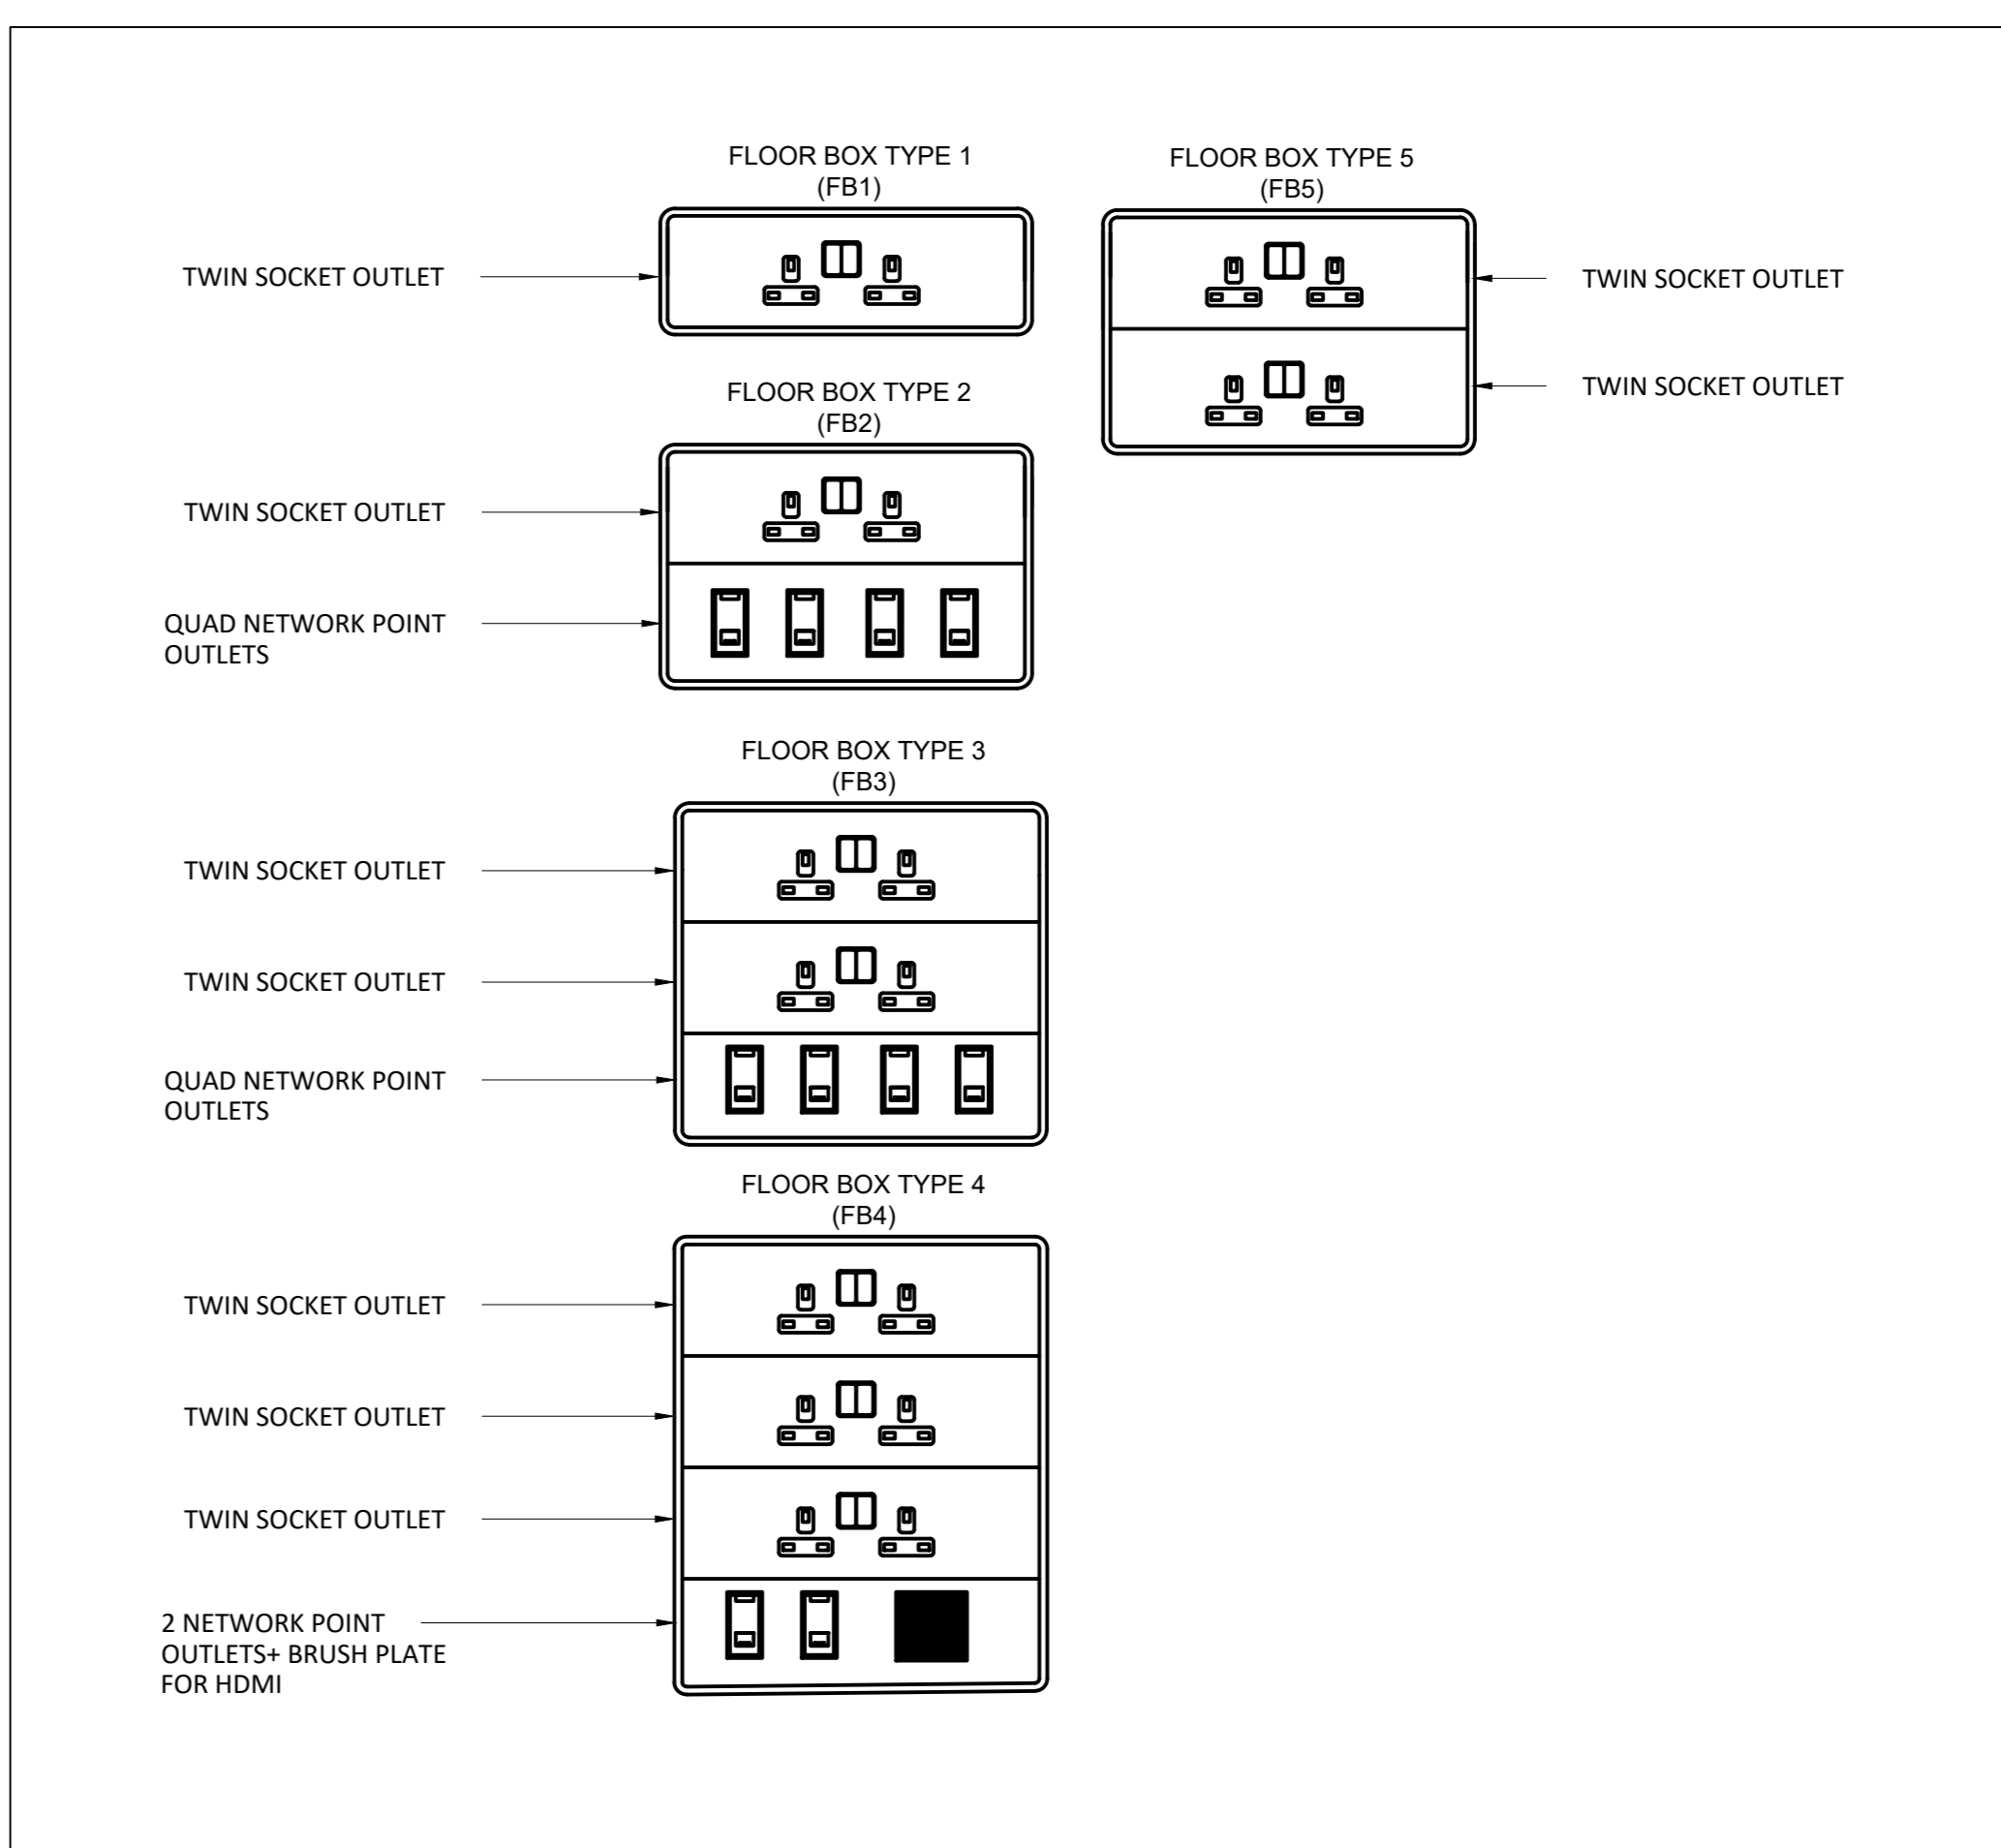 FLOOR BOX TYPE 1
(FB1)
TWIN SOCKET OUTLET
FLOOR BOX TYPE 2
(FB2)
TWIN SOCKET OUTLET
QUAD NETWORK POINT
OUTLETS
FLOOR BOX TYPE 3
(FB3)
TWIN SOCKET OUTLET
TWIN SOCKET OUTLET
QUAD NETWORK POINT
OUTLETS
FLOOR BOX TYPE 4
(FB4)
TWIN SOCKET OUTLET
TWIN SOCKET OUTLET
TWIN SOCKET OUTLET
2 NETWORK POINT
OUTLETS+ BRUSH PLATE
FOR HDMI
FLOOR BOX TYPE 5
(FB5)
TWIN SOCKET OUTLET
TWIN SOCKET OUTLET